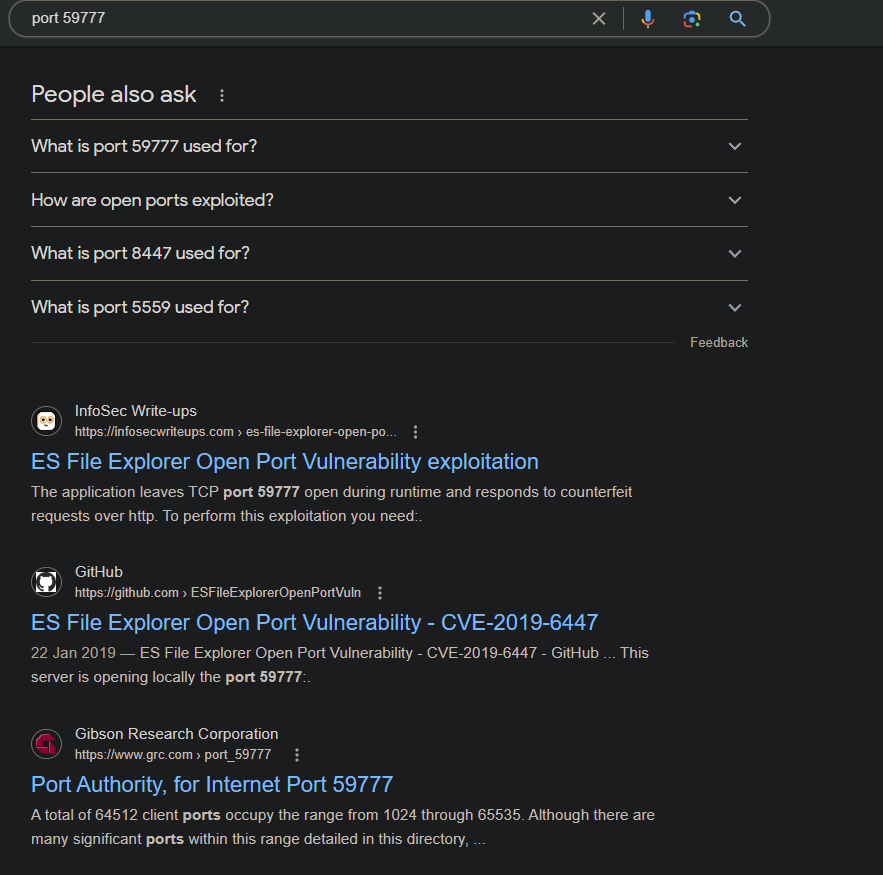 port 59777
People also ask
What is port 59777 used for?
How are open ports exploited?
What is port 8447 used for?
What is port 5559 used for?
Feedback
InfoSec Write-ups
https://infosecwriteups.com › es-file-explorer-open-po...
ES File Explorer Open Port Vulnerability exploitation
The application leaves TCP port 59777 open during runtime and responds to counterfeit
requests over http. To perform this exploitation you need:.
GitHub
https://github.com › ESFileExplorerOpenPortVuln
ES File Explorer Open Port Vulnerability - CVE-2019-6447
22 Jan 2019 — ES File Explorer Open Port Vulnerability - CVE-2019-6447 - GitHub ... This
server is opening locally the port 59777:.
Gibson Research Corporation
https://www.grc.com › port_59777
Port Authority, for Internet Port 59777
A total of 64512 client ports occupy the range from 1024 through 65535. Although there are
many significant ports within this range detailed in this directory, ...